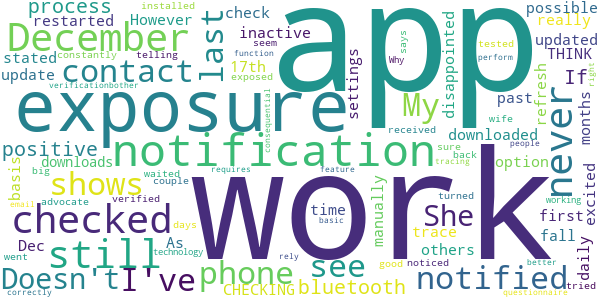 process
installed
app
However
last
check
inactive
possible
restarted
really
December
function seem
updated
stated
constantly
telling
says
tested
THINK
update
17th
exposed
Why
perform
If
verificationbother
contact
settings
disappointed
refresh
past
exposure
My
never
months
positive
notification
consequential
received
wife
downloaded
sure
back
people
right
basis
downloads
requires
feature
tracing
option
big
waited
couple
shows
verified
time
basic
turned
manually
first
daily
excited
email
advocate
days
work
She
trace
noticed
others
As
fall
checked
Dec
technology
rely
see
working
went
still
good
better
Doesn't
I've
phone
bluetooth
notified
tried
correctly
CHECKING
questionnaire